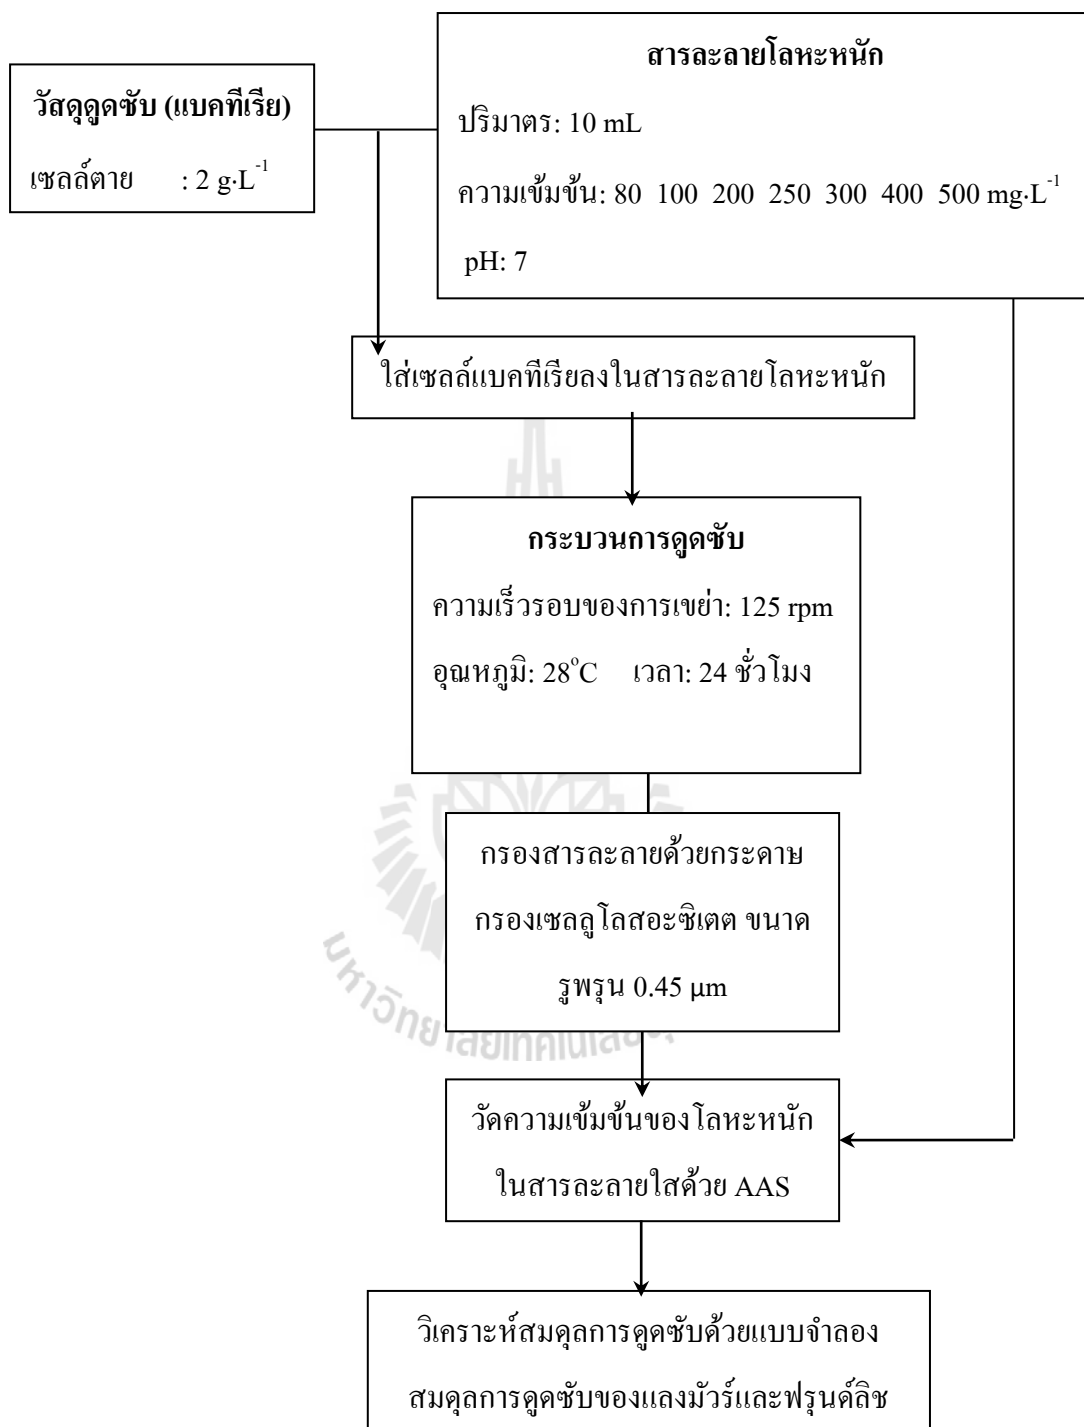 สารละลายโลหะหนัก
ปริมาตร: 10 mL
ความเข้มข้น: 80 100 200 250 300 400 500 mg·L⁻¹
pH: 7
วัสดุดูดซับ (แบคทีเรีย)
เซลล์ตาย : 2 g·L⁻¹
ใส่เซลล์แบคทีเรียลงในสารละลายโลหะหนัก
กระบวนการดูดซับ
ความเร็วรอบของการเขย่า: 125 rpm
อุณหภูมิ: 28°C เวลา: 24 ชั่วโมง
กรองสารละลายด้วยกระดาษ
กรองเซลลูโลสอะซิเตต ขนาด
รูพรุน 0.45 µm
วัดความเข้มข้นของโลหะหนัก
ในสารละลายใสด้วย AAS
วิเคราะห์สมดุลการดูดซับด้วยแบบจำลอง
สมดุลการดูดซับของแลงมัวร์และฟรุนด์ลิช